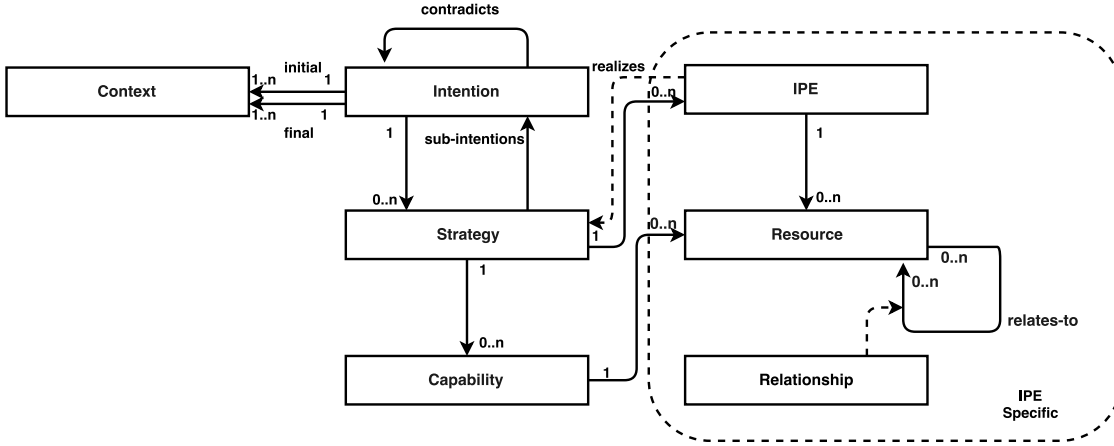 contradicts
initial
realizes
1..n
1
Context
Intention
0..n
IPE
1..n
1
final
1
sub-intentions
1
0..n
0..n
0..n
Strategy
1
Resource
0..n
1
0..n
relates-to
0..n
Capability
1
Relationship
IPE
Specific